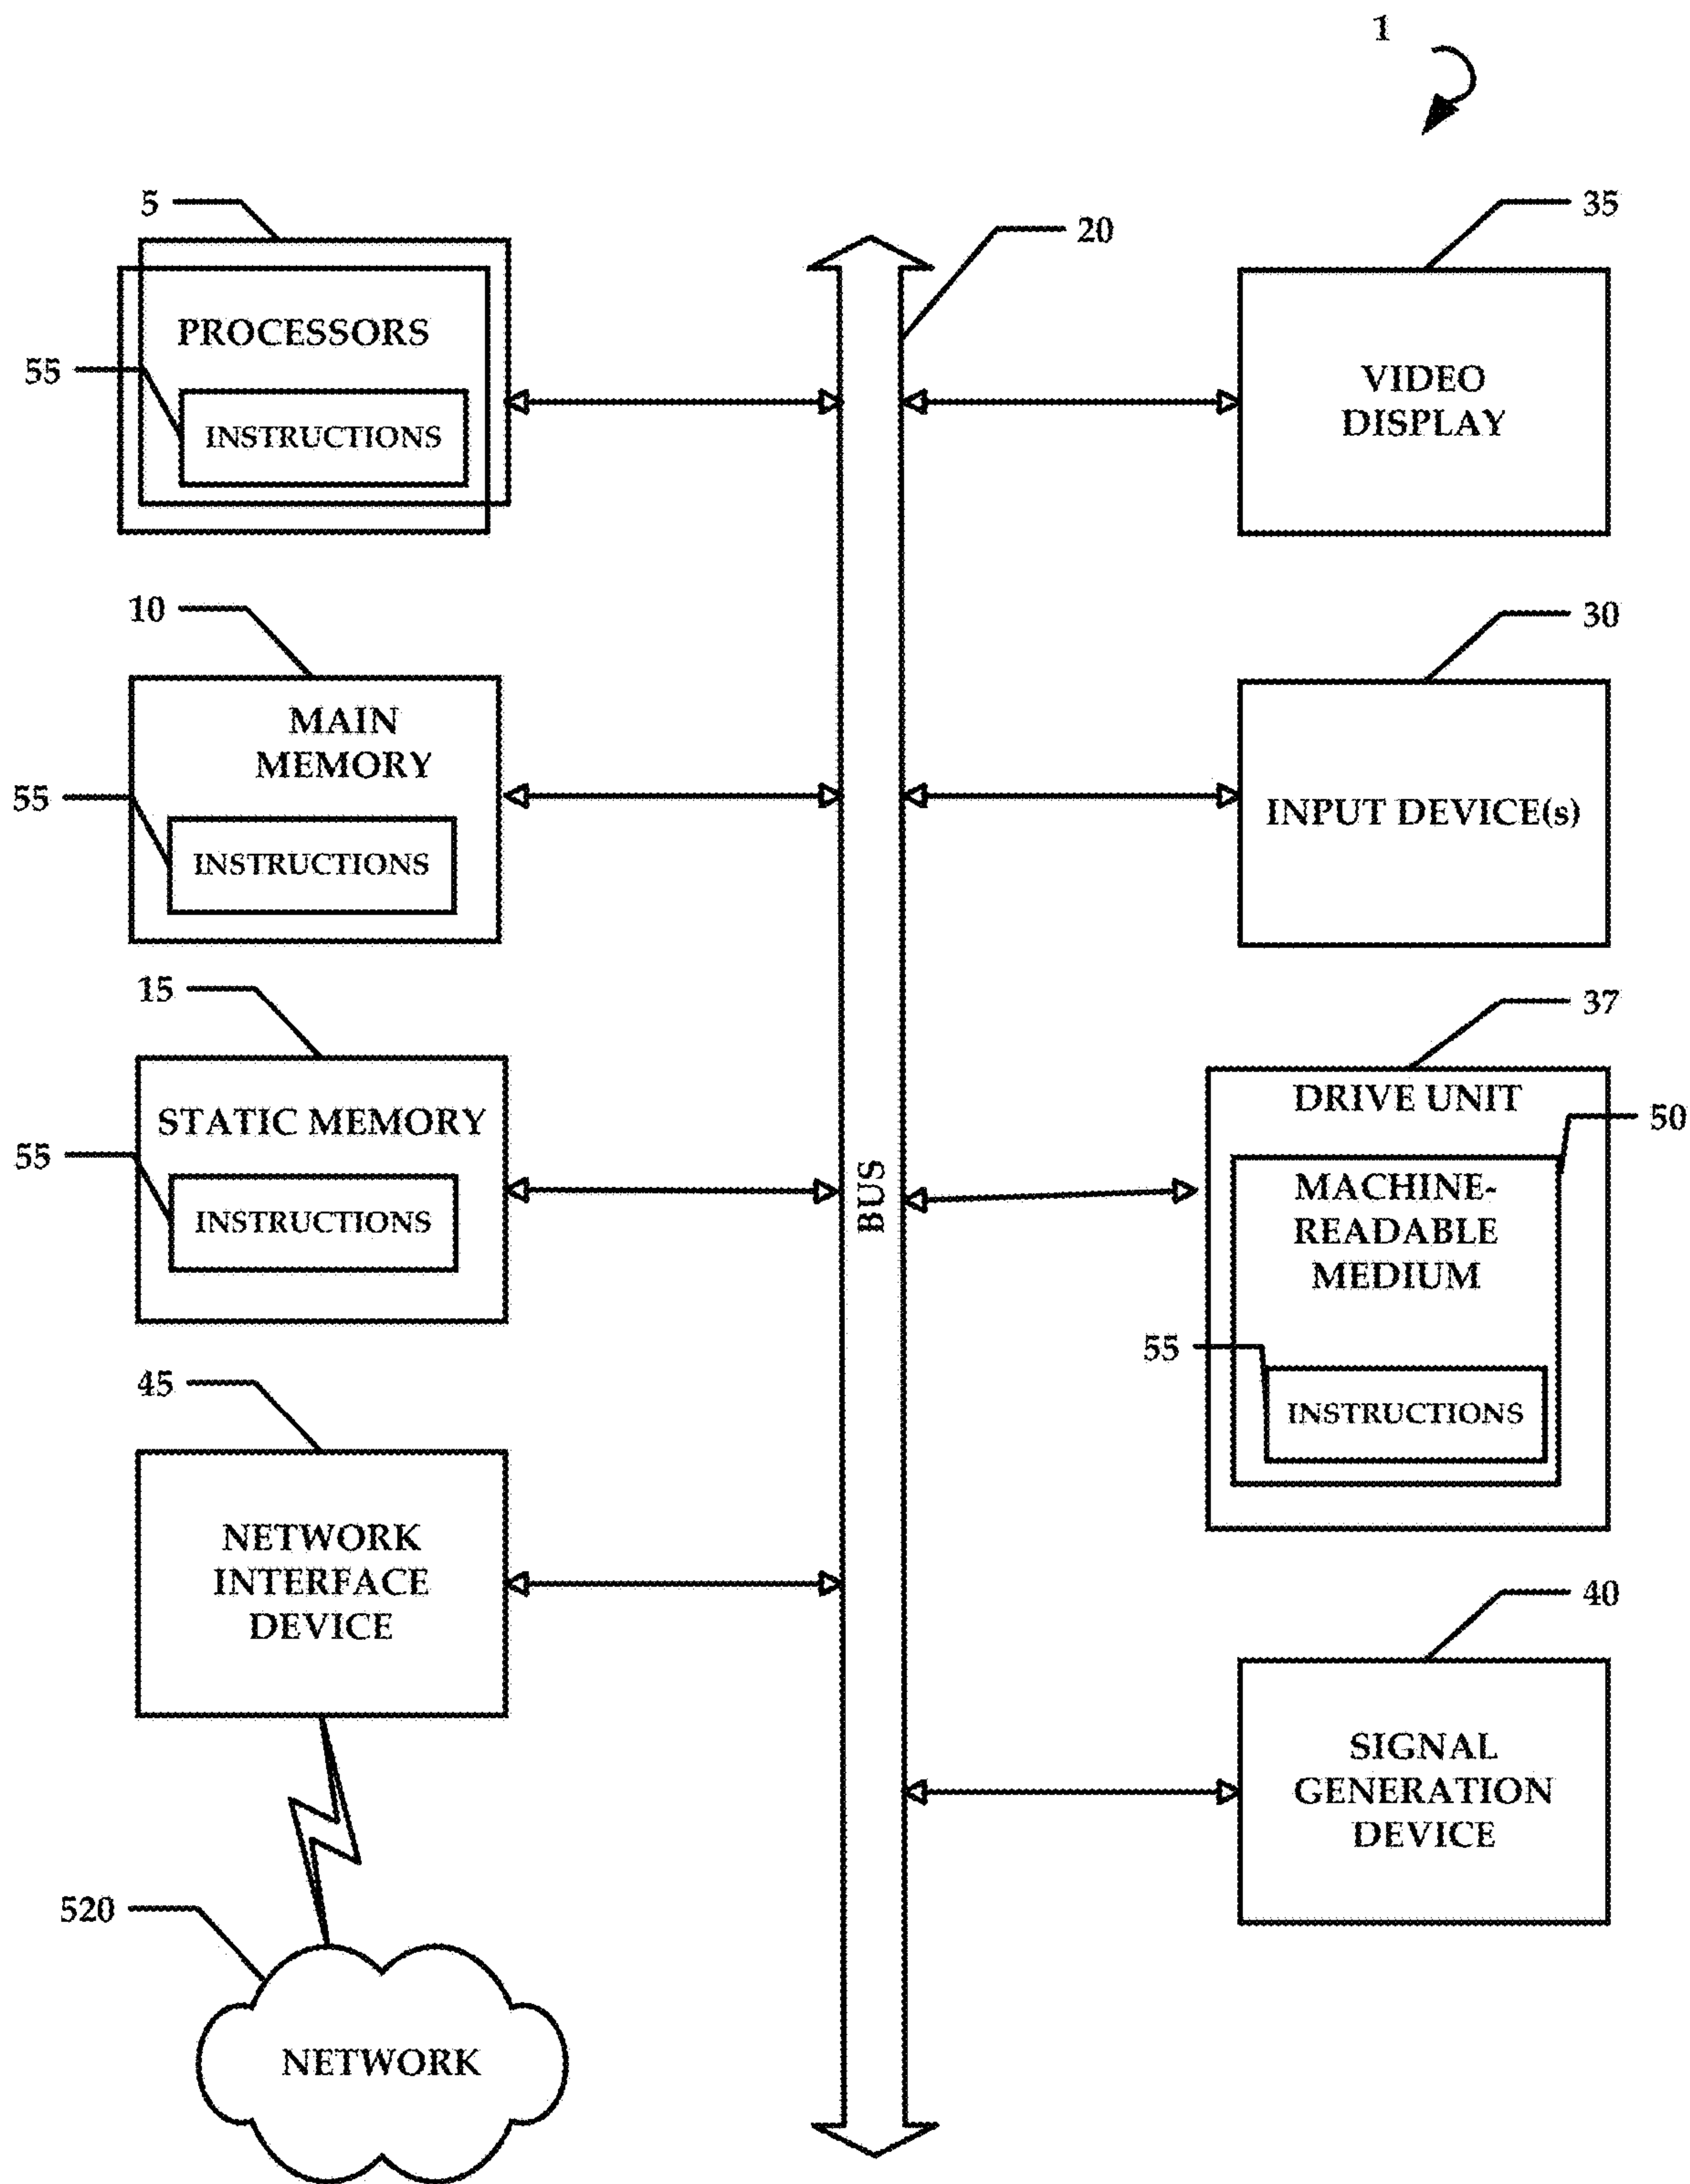 1
5
PROCESSORS
55
INSTRUCTIONS
20
35
VIDEO
DISPLAY
10
MAIN
MEMORY
55
INSTRUCTIONS
30
INPUT DEVICE(s)
15
STATIC MEMORY
55
INSTRUCTIONS
BUS
37
DRIVE UNIT
50
MACHINE-
READABLE
MEDIUM
55
INSTRUCTIONS
45
NETWORK
INTERFACE
DEVICE
40
SIGNAL
GENERATION
DEVICE
520
NETWORK